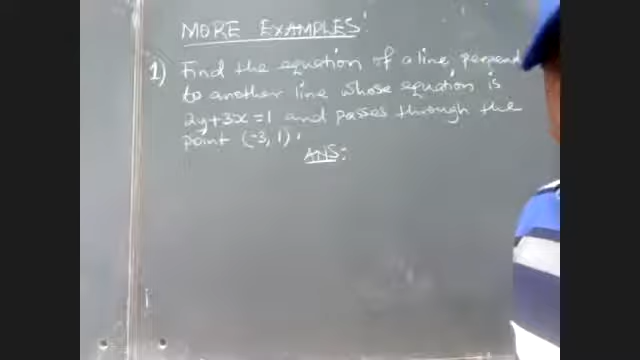 MORE EXAMPLES:
1) Find the equation of a line perpend
to another line whose equation is
2y+3x=1 and passes through the
point (-3, 1).
ANS: